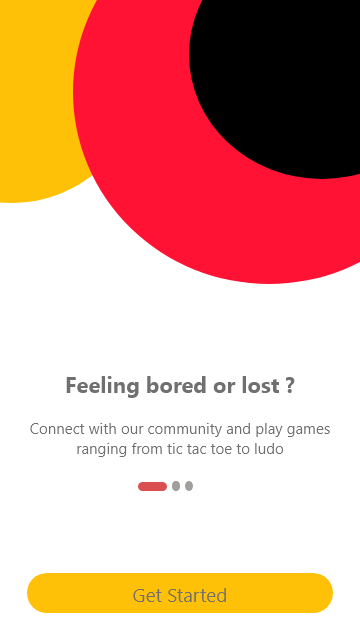 Feeling bored or lost ?
Connect with our community and play games
ranging from tic tac toe to ludo
Get Started